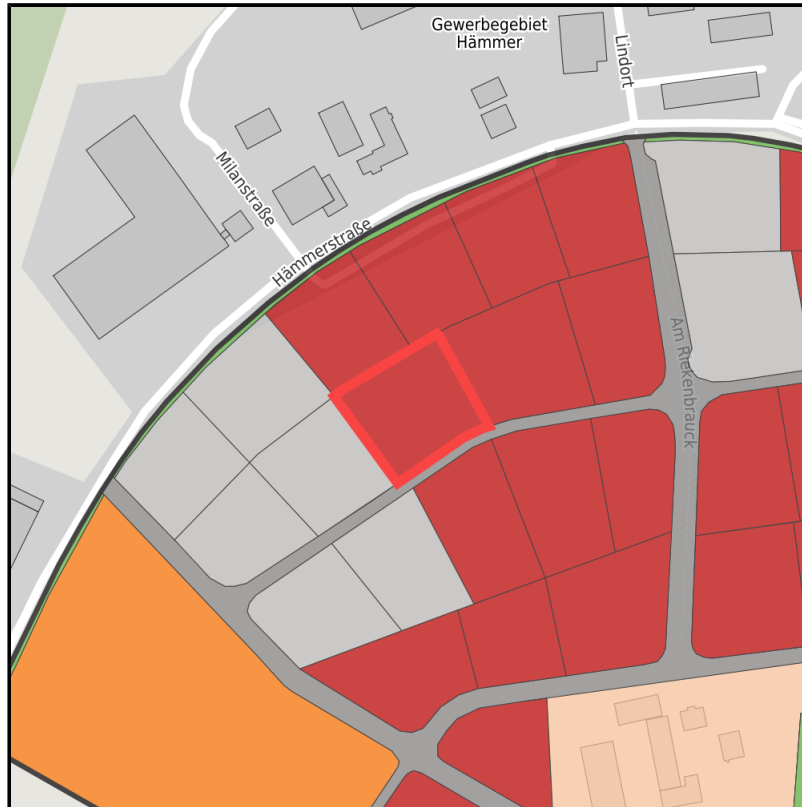 Gewerbegebiet
Hämmer
Lindort
Milanstraße
Hämmerstraße
Am Riekenbrauck